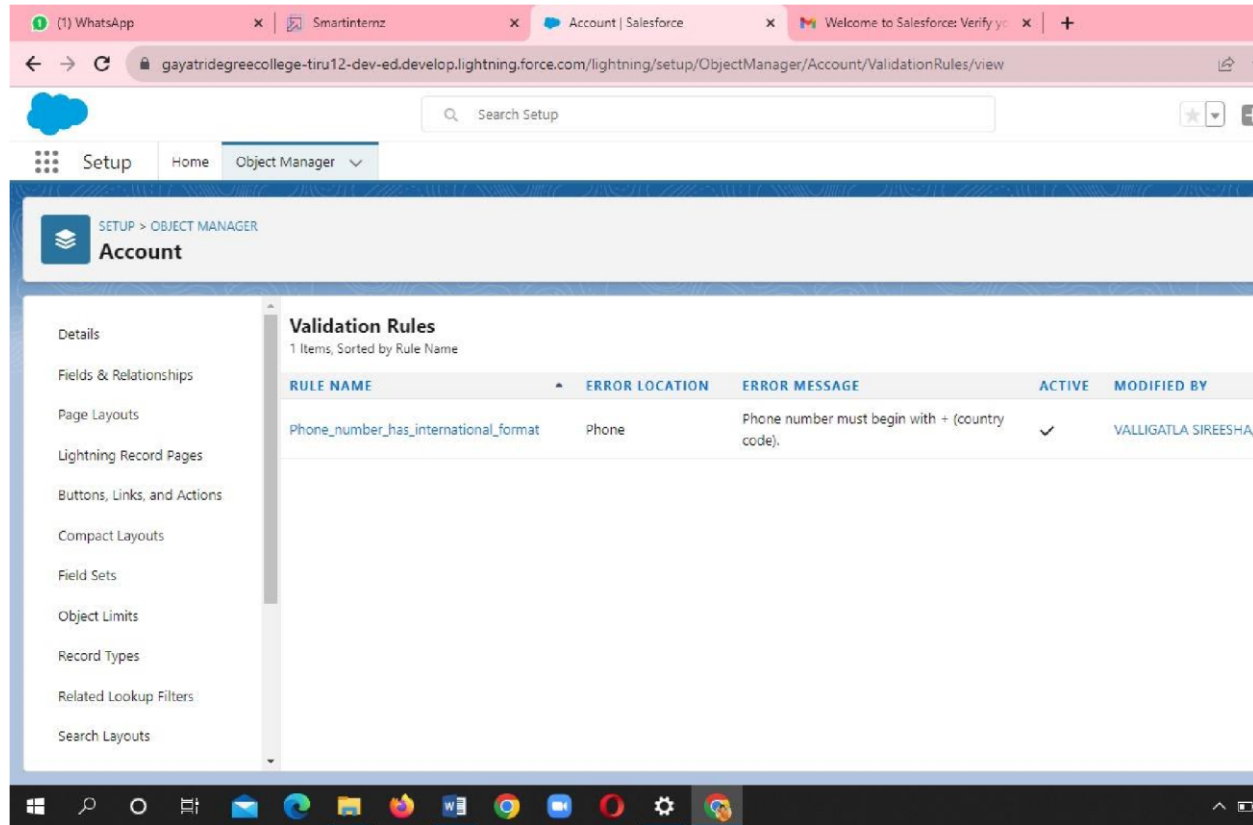 (1) WhatsApp
Smartinternz
Account | Salesforce
Welcome to Salesforce: Verify yo
gayatridegreecollege-tiru12-dev-ed.develop.lightning.force.com/lightning/setup/ObjectManager/Account/ValidationRules/view
Search Setup
Setup
Home
Object Manager
SETUP > OBJECT MANAGER
Account
Details
Fields & Relationships
Page Layouts
Lightning Record Pages
Buttons, Links, and Actions
Compact Layouts
Field Sets
Object Limits
Record Types
Related Lookup Filters
Search Layouts
Validation Rules
1 Items, Sorted by Rule Name
RULE NAME ERROR LOCATION ERROR MESSAGE ACTIVE MODIFIED BY
Phone_number_has_international_format Phone Phone number must begin with + (country
code). VALLIGATLA SIREESHA,